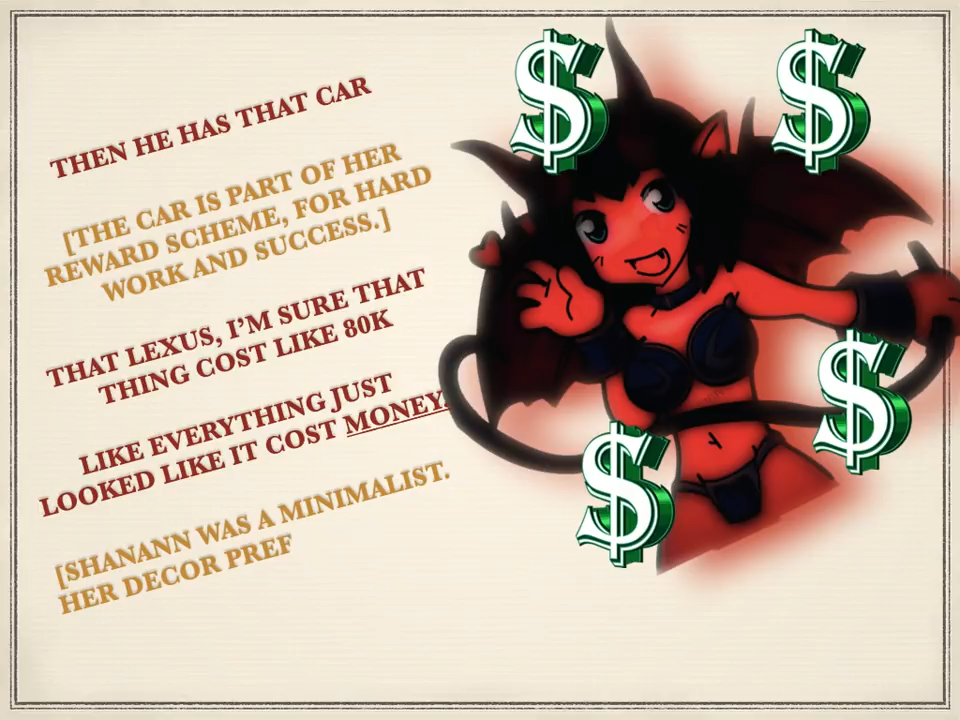 THEN HE HAS THAT CAR
[THE CAR IS PART OF HER
REWARD SCHEME, FOR HARD
WORK AND SUCCESS.]
THAT LEXUS, I'M SURE THAT
THING COST LIKE 80K
LIKE EVERYTHING JUST
LOOKED LIKE IT COST MONEY.
[SHANANN WAS A MINIMALIST.
HER DECOR PREF
$
$
$
$